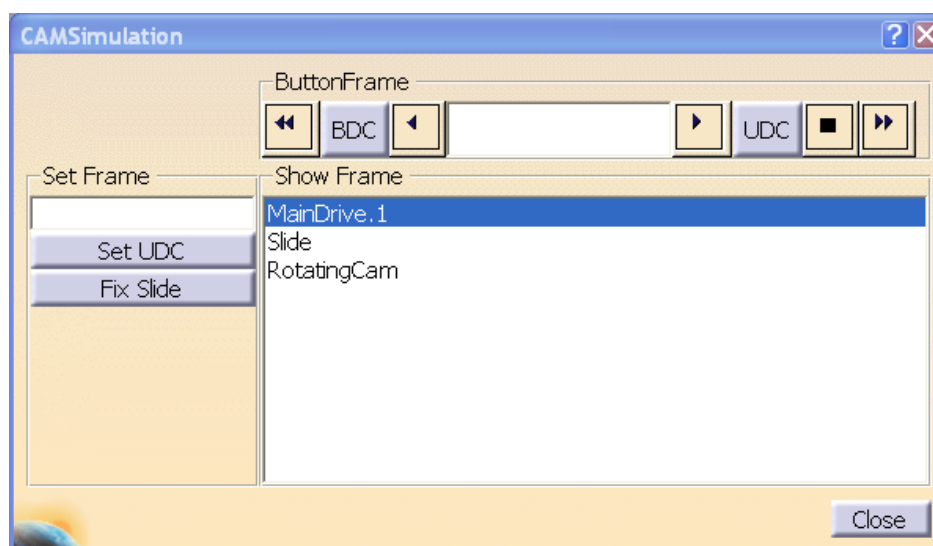 CAMSimulation
ButtonFrame
BDC UDC
Set Frame
Show Frame
MainDrive.1
Set UDC
Slide
Fix Slide
RotatingCam
Close